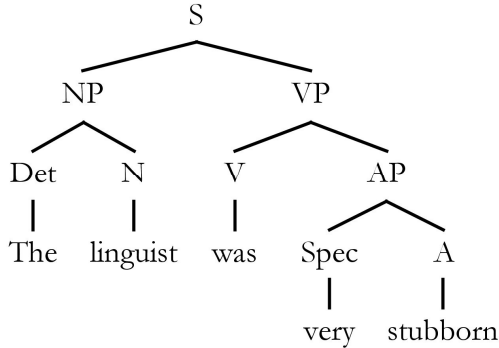 S
NP VP
Det N V AP
The linguist was Spec A
very stubborn